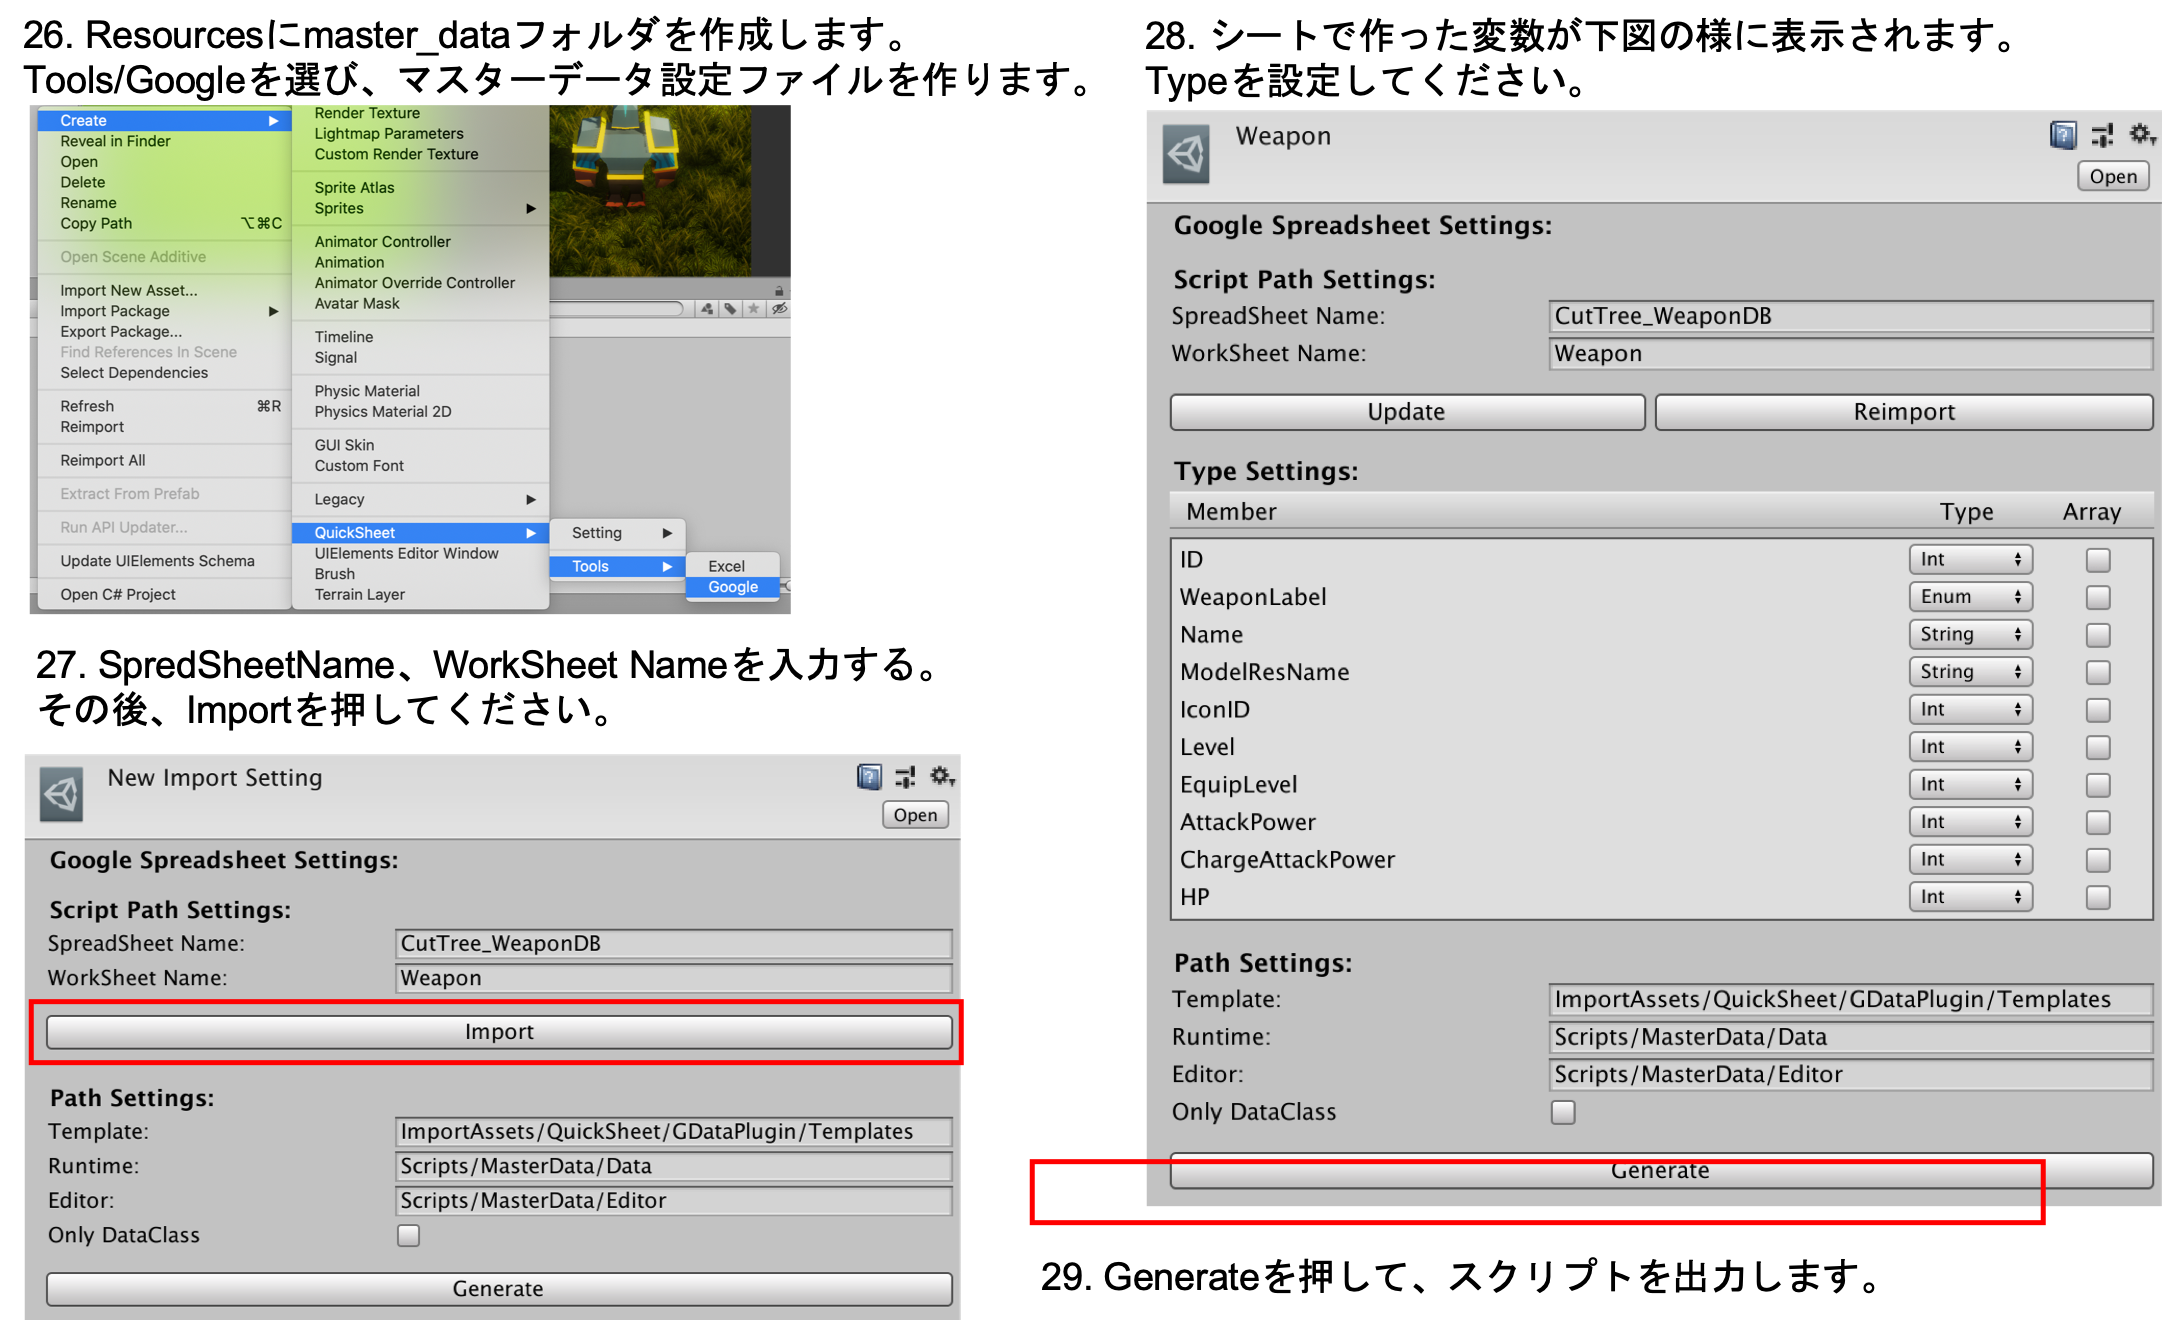 26. Resourcesにmaster_dataフォルダを作成します。
Tools/Googleを選び、マスターデータ設定ファイルを作ります。
Create
Reveal in Finder
Open
Delete
Rename
Copy Path ⌥⌘C
Open Scene Additive
Import New Asset...
Import Package
Export Package...
Find References In Scene
Select Dependencies
Refresh ⌘R
Reimport
Reimport All
Extract From Prefab
Run API Updater...
Update UIElements Schema
Open C# Project
Render Texture
Lightmap Parameters
Custom Render Texture
Sprite Atlas
Sprites
Animator Controller
Animation
Animator Override Controller
Avatar Mask
Timeline
Signal
Physic Material
Physics Material 2D
GUI Skin
Custom Font
Legacy
QuickSheet
UIElements Editor Window
Brush
Terrain Layer
Setting
Tools
Excel
Google
27. SpredSheetName、WorkSheet Nameを入力する。
その後、Importを押してください。
New Import Setting
Open
Google Spreadsheet Settings:
Script Path Settings:
SpreadSheet Name: CutTree_WeaponDB
WorkSheet Name: Weapon
Import
Path Settings:
Template: ImportAssets/QuickSheet/GDataPlugin/Templates
Runtime: Scripts/MasterData/Data
Editor: Scripts/MasterData/Editor
Only DataClass
Generate
28. シートで作った変数が下図の様に表示されます。
Typeを設定してください。
Weapon
Open
Google Spreadsheet Settings:
Script Path Settings:
SpreadSheet Name: CutTree_WeaponDB
WorkSheet Name: Weapon
Update Reimport
Type Settings:
Member Type Array
ID Int
WeaponLabel Enum
Name String
ModelResName String
IconID Int
Level Int
EquipLevel Int
AttackPower Int
ChargeAttackPower Int
HP Int
Path Settings:
Template: ImportAssets/QuickSheet/GDataPlugin/Templates
Runtime: Scripts/MasterData/Data
Editor: Scripts/MasterData/Editor
Only DataClass
Generate
29. Generateを押して、スクリプトを出力します。